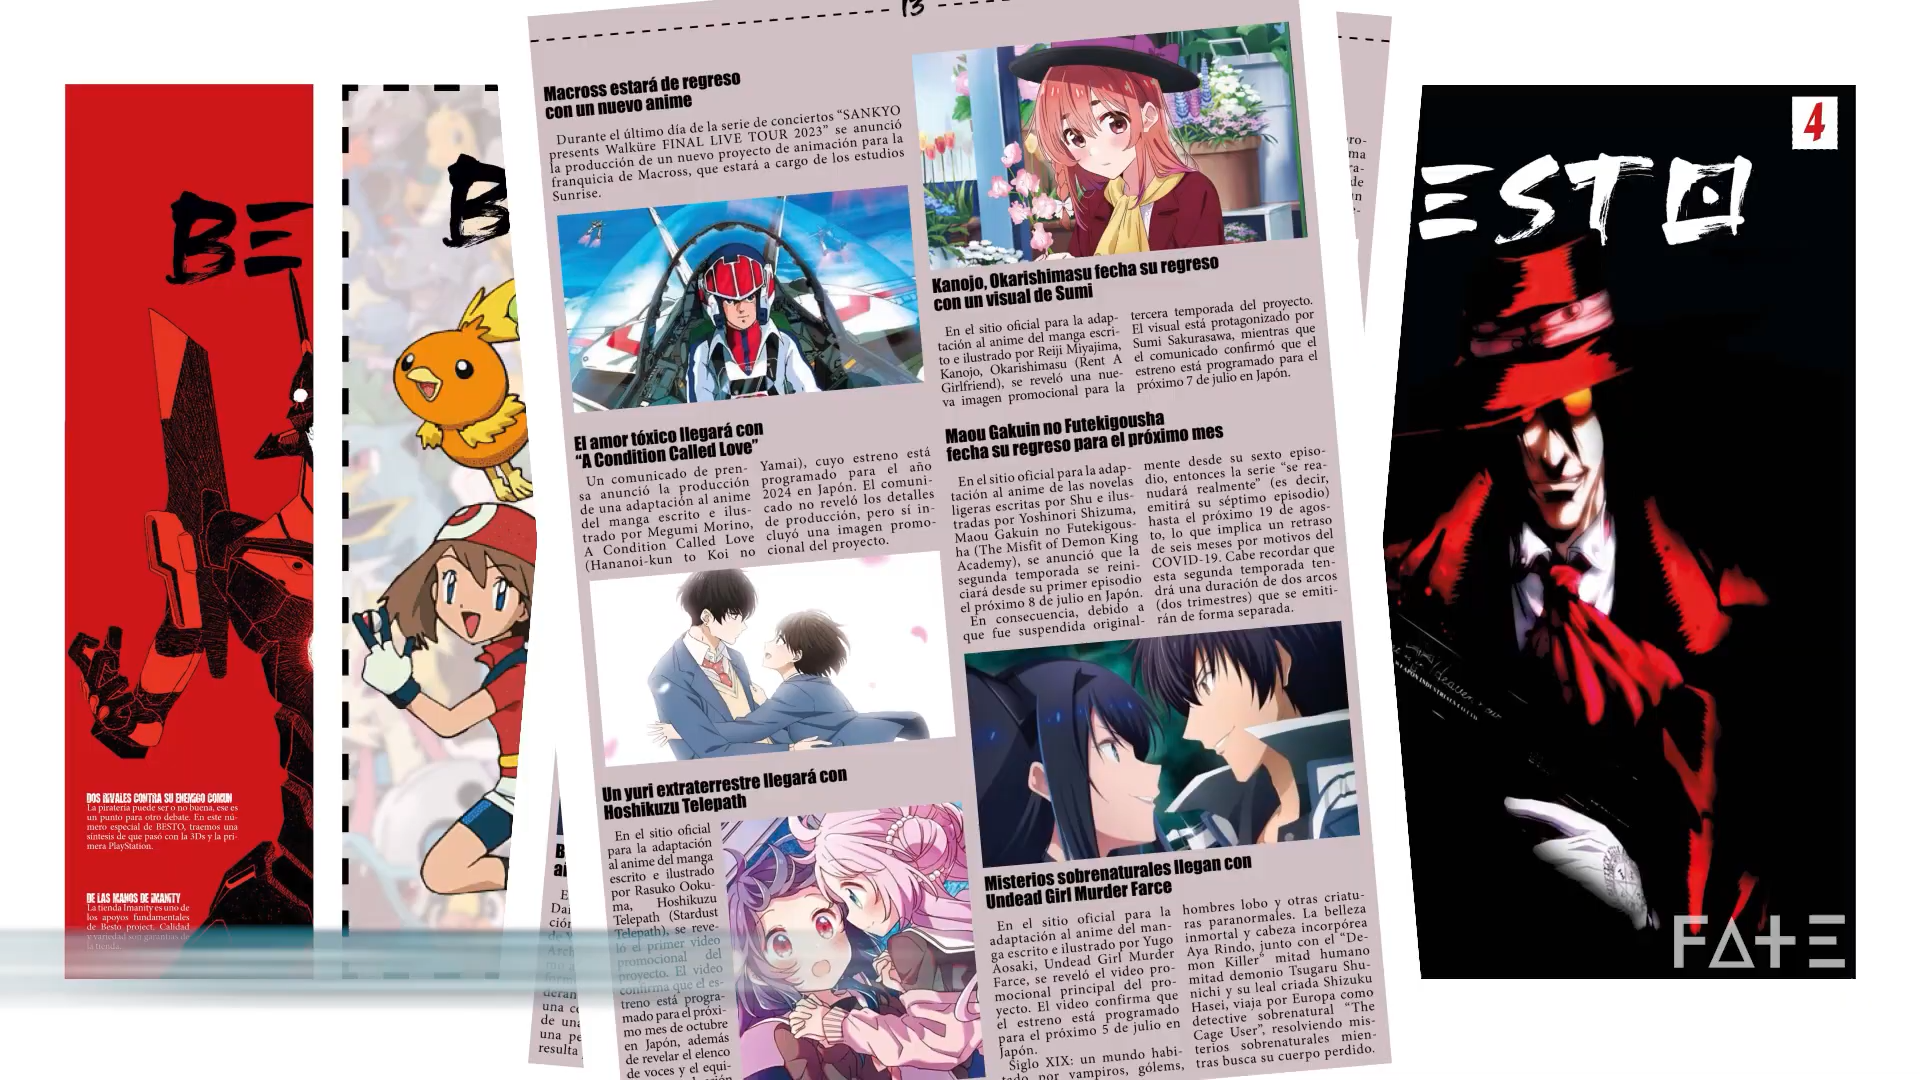 13
Macross estará de regreso
con un nuevo anime
Durante el último día de la serie de conciertos “SANKYO
presents Walküre FINAL LIVE TOUR 2023” se anunció
la producción de un nuevo proyecto de animación para la
franquicia de Macross, que estará a cargo de los estudios
Sunrise.
El amor tóxico llegará con
“A Condition Called Love”
Un comunicado de pren-
sa anunció la producción
de una adaptación al anime
del manga escrito e ilus-
trado por Megumi Morino,
A Condition Called Love
(Hananoi-kun to Koi no
Yamai), cuyo estreno está
programado para el año
2024 en Japón. El comuni-
cado no reveló los detalles
de producción, pero sí in-
cluyó una imagen promo-
cional del proyecto.
Un yuri extraterrestre llegará con
Hoshikuzu Telepath
En el sitio oficial
para la adaptación
al anime del manga
escrito e ilustrado
por Rasuko Ooku-
ma, Hoshikuzu
Telepath (Stardust
Telepath), se reve-
ló el primer video
promocional del
proyecto. El video
confirma que el es-
treno está progra-
mado para el próxi-
mo mes de octubre
en Japón, además
de revelar el elenco
de voces y el equi-
Kanojo, Okarishimasu fecha su regreso
con un visual de Sumi
En el sitio oficial para la adap-
tación al anime del manga escri-
to e ilustrado por Reiji Miyajima,
Kanojo, Okarishimasu (Rent A
Girlfriend), se reveló una nue-
va imagen promocional para la
tercera temporada del proyecto.
El visual está protagonizado por
Sumi Sakurasawa, mientras que
el comunicado confirmó que el
estreno está programado para el
próximo 7 de julio en Japón.
Maou Gakuin no Futekigousha
fecha su regreso para el próximo mes
En el sitio oficial para la adap-
tación al anime de las novelas
ligeras escritas por Shu e ilus-
tradas por Yoshinori Shizuma,
Maou Gakuin no Futekigous-
ha (The Misfit of Demon King
Academy), se anunció que la
segunda temporada se reini-
ciará desde su primer episodio
el próximo 8 de julio en Japón.
En consecuencia, debido a
que fue suspendida original-
mente desde su sexto episo-
dio, entonces la serie “se rea-
nudará realmente” (es decir,
emitirá su séptimo episodio)
hasta el próximo 19 de agos-
to, lo que implica un retraso
de seis meses por motivos del
COVID-19. Cabe recordar que
esta segunda temporada ten-
drá una duración de dos arcos
(dos trimestres) que se emiti-
rán de forma separada.
Misterios sobrenaturales llegan con
Undead Girl Murder Farce
En el sitio oficial para la
adaptación al anime del man-
ga escrito e ilustrado por Yugo
Aosaki, Undead Girl Murder
Farce, se reveló el video pro-
mocional principal del pro-
yecto. El video confirma que
el estreno está programado
para el próximo 5 de julio en
Japón.
Siglo XIX: un mundo habi-
tado por vampiros, gólems,
hombres lobo y otras criatu-
ras paranormales. La belleza
inmortal y cabeza incorpórea
Aya Rindo, junto con el “De-
mon Killer” mitad humano
mitad demonio Tsugaru Shu-
nichi y su leal criada Shizuku
Hasei, viaja por Europa como
detective sobrenatural “The
Cage User”, resolviendo mis-
terios sobrenaturales mien-
tras busca su cuerpo perdido.
BE
DOS RIVALES CONTRA SU ENEMIGO COMUN
La piratería puede ser o no buena, ese es
un punto para otro debate. En este nú-
mero especial de BESTO, traemos una
síntesis de que pasó con la 3Ds y la pri-
mera PlayStation.
DE LAS MANOS DE IMANITY
La tienda Imanity es uno de
los apoyos fundamentales
de Besto project. Calidad
y variedad son garantías de
la tienda.
B
una
de una
resulta
4
ESTO
FATE